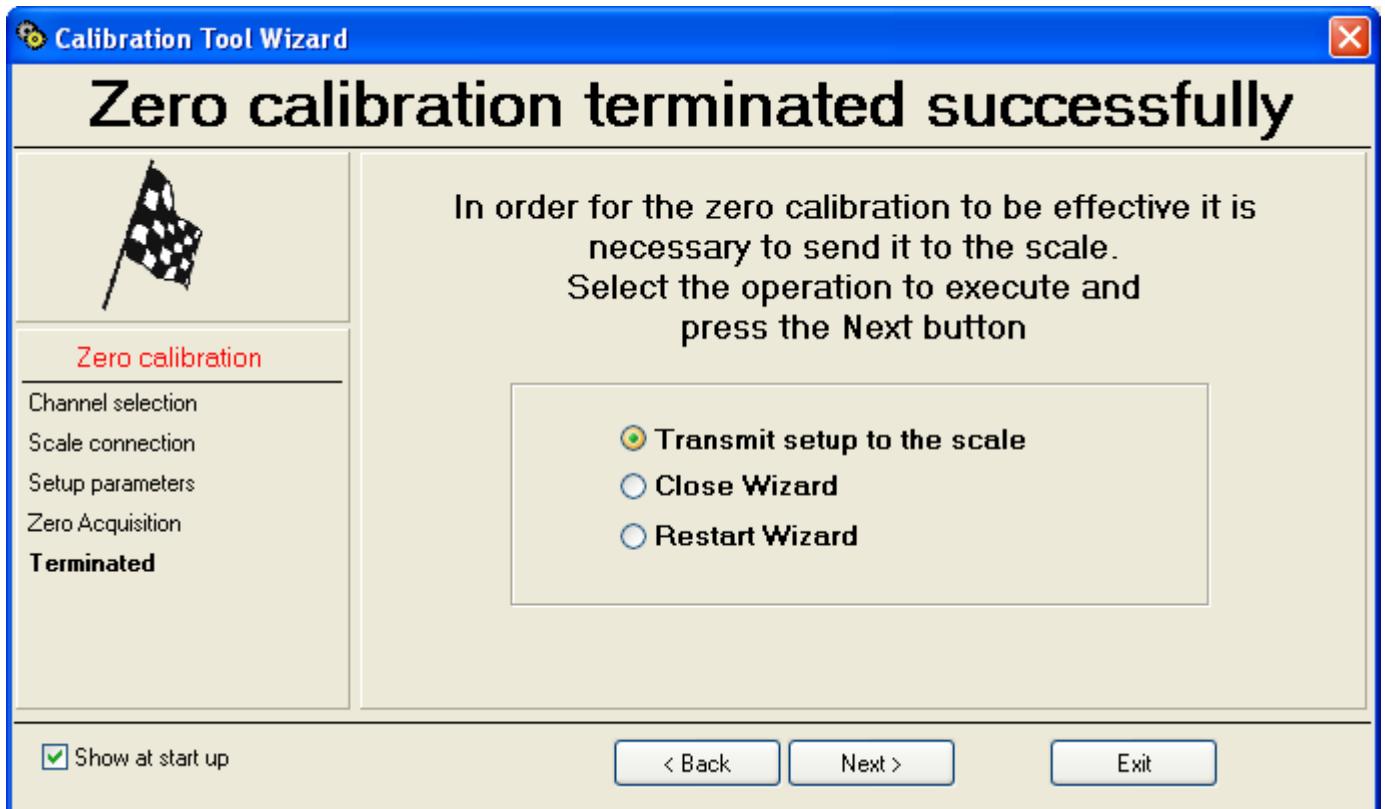 Calibration Tool Wizard
Zero calibration terminated successfully
In order for the zero calibration to be effective it is
necessary to send it to the scale.
Select the operation to execute and
press the Next button
Zero calibration
Channel selection
Scale connection
Setup parameters
Zero Acquisition
Terminated
Transmit setup to the scale
Close Wizard
Restart Wizard
Show at start up
< Back
Next >
Exit